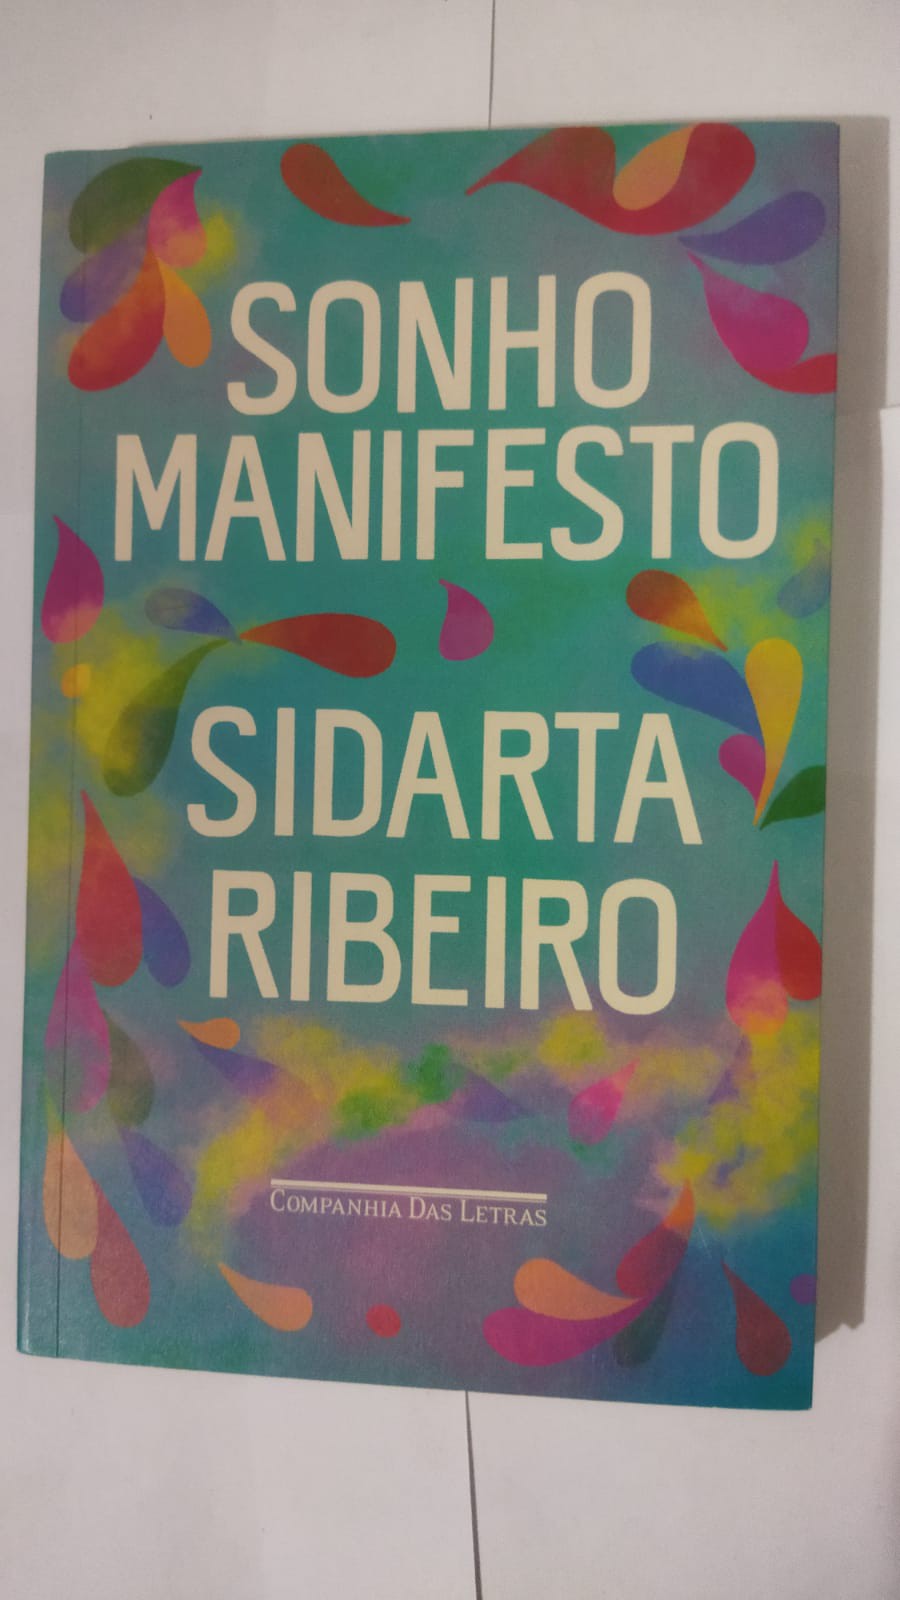 SONHO
MANIFESTO
SIDARTA
RIBEIRO
COMPANHIA DAS LETRAS